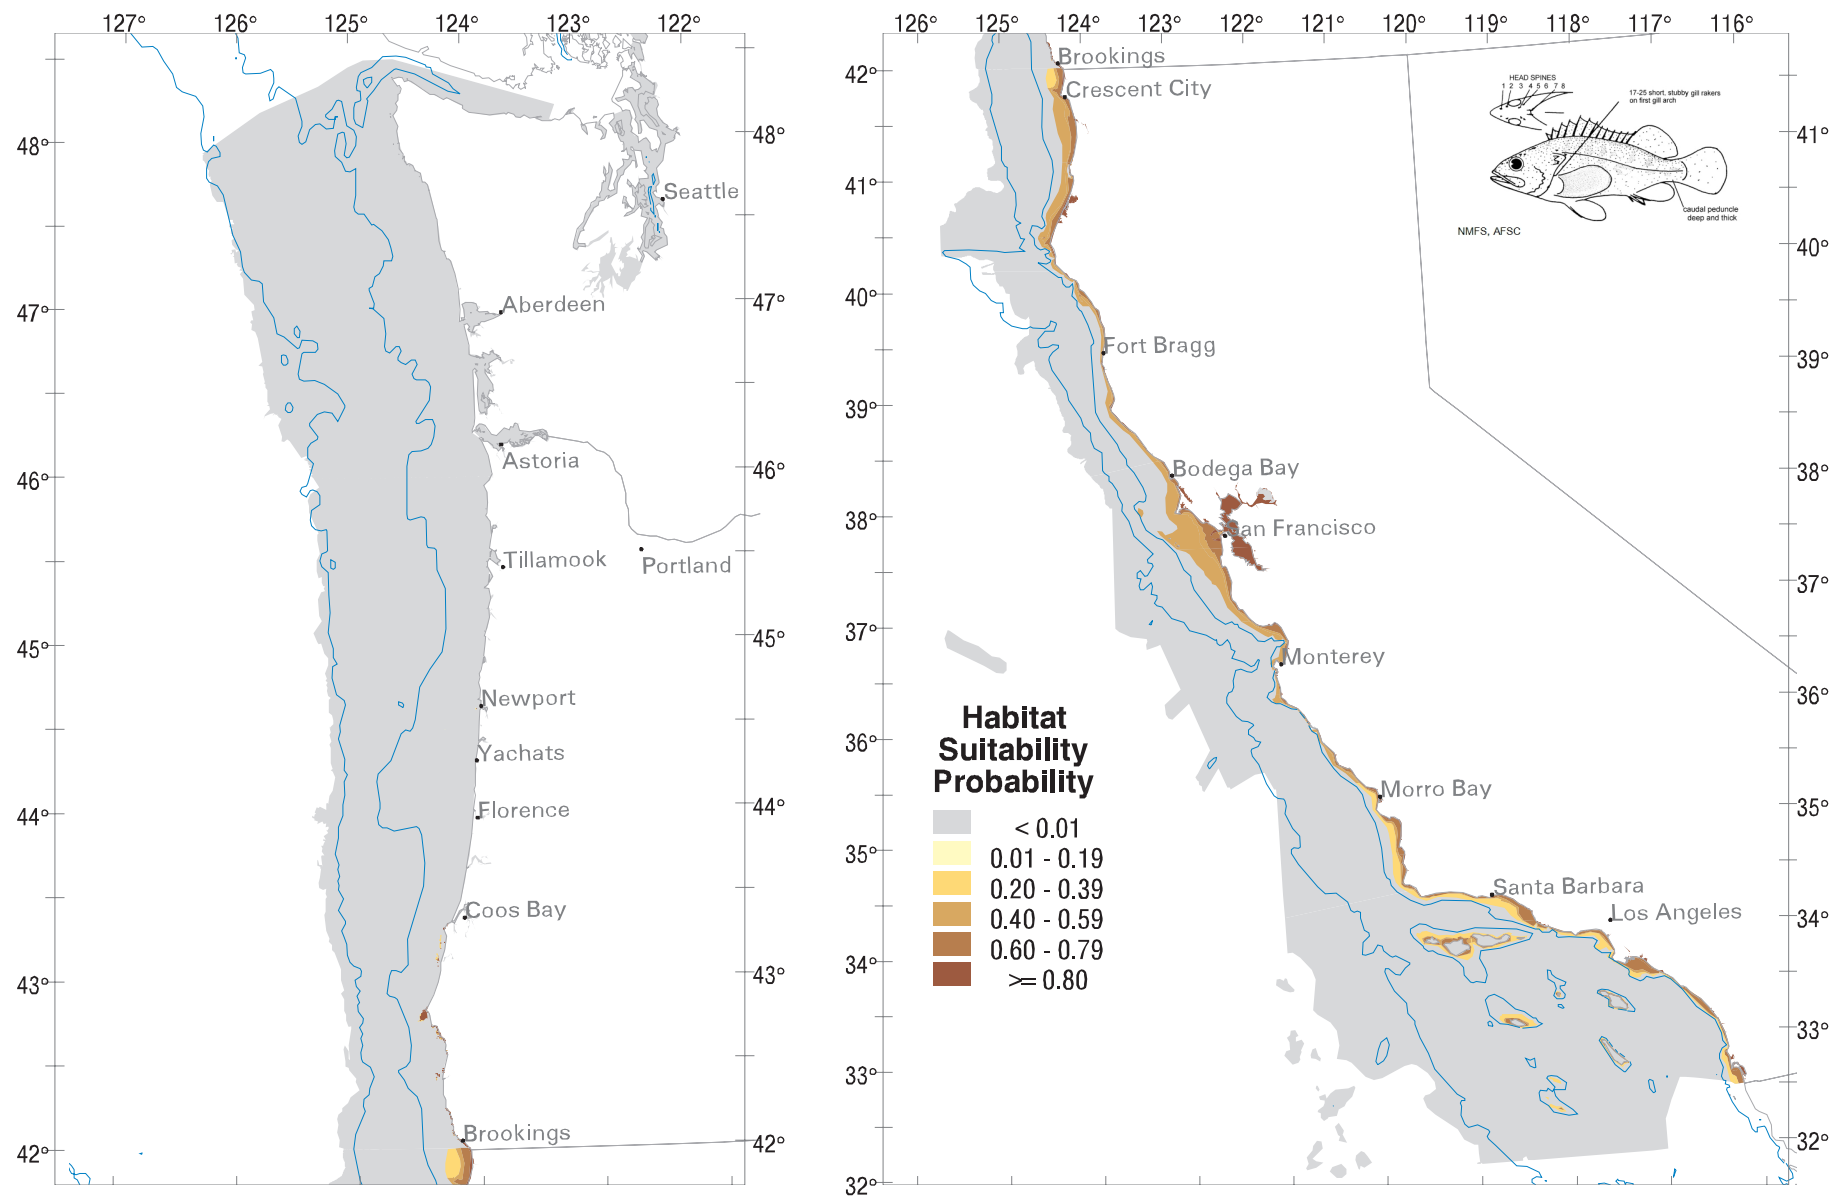 127° 126° 125° 124° 123° 122°
48°
47°
46°
45°
44°
43°
42°
48°
47°
46°
45°
44°
43°
42°
Seattle
Aberdeen
Astoria
Tillamook
Portland
Newport
Yachats
Florence
Coos Bay
Brookings
126° 125° 124° 123° 122° 121° 120° 119° 118° 117° 116°
42°
41°
40°
39°
38°
37°
36°
35°
34°
33°
32°
41°
40°
39°
38°
37°
36°
35°
34°
33°
32°
Brookings
Crescent City
Fort Bragg
Bodega Bay
San Francisco
Monterey
Morro Bay
Santa Barbara
Los Angeles
HEAD SPINES
1 2 3 4 5 6 7 8
17-25 short, stubby gill rakers
on first gill arch
caudal peduncle
deep and thick
NMFS, AFSC
Habitat
Suitability
Probability
< 0.01
0.01 - 0.19
0.20 - 0.39
0.40 - 0.59
0.60 - 0.79
>= 0.80